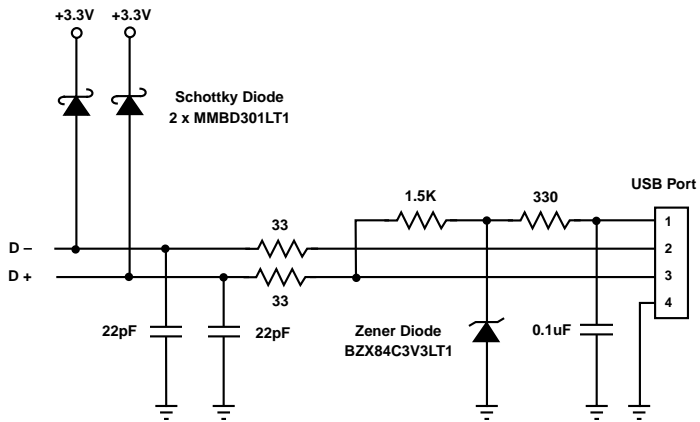 +3.3V
+3.3V
Schottky Diode
2 x MMBD301LT1
USB Port
1.5K
330
1
33
D –
2
D +
3
33
4
22pF
22pF
Zener Diode
BZX84C3V3LT1
0.1uF